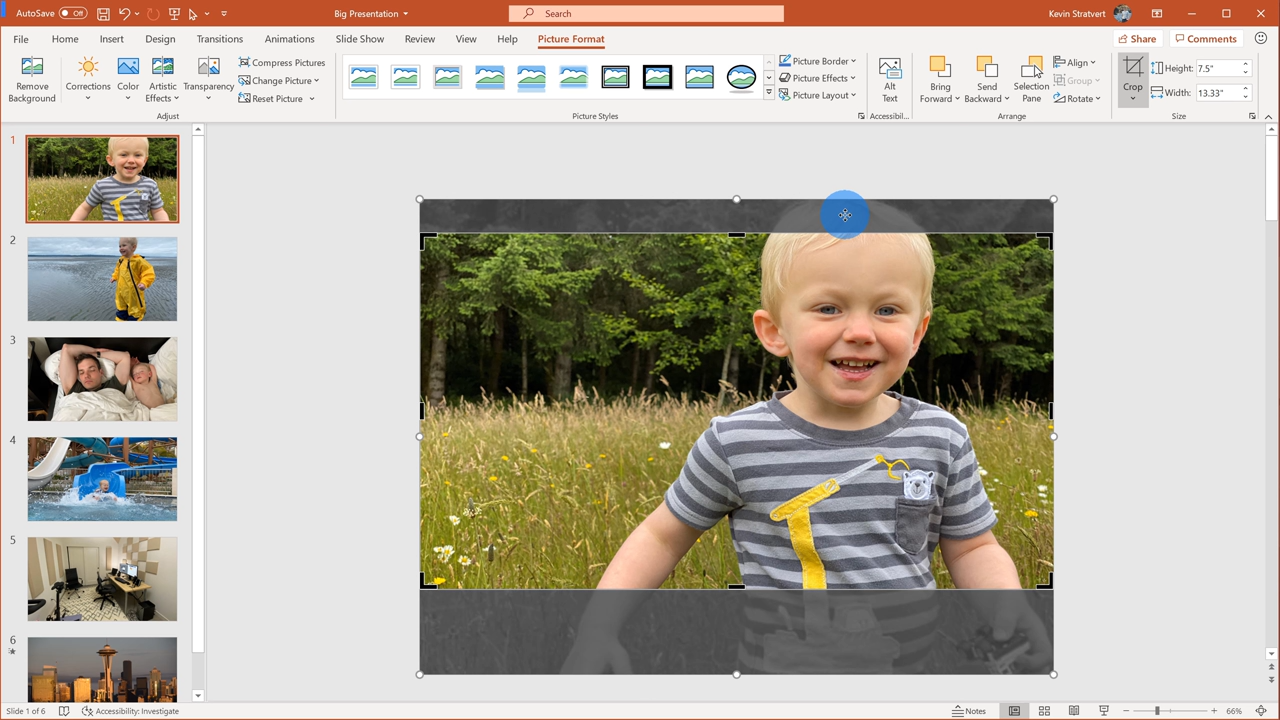 AutoSave Off Big Presentation Search Kevin Stratvert
File Home Insert Design Transitions Animations Slide Show Review View Help Picture Format Share Comments
Remove Background
Corrections
Color
Artistic Effects
Transparency
Compress Pictures
Change Picture
Reset Picture
Adjust
Picture Border
Picture Effects
Picture Layout
Picture Styles
Alt Text
Accessibil...
Bring Forward
Send Backward
Selection Pane
Align
Group
Rotate
Arrange
Crop
Height: 7.5"
Width: 13.33"
Size
1
2
3
4
5
6
Slide 1 of 6 Accessibility: Investigate Notes 66%